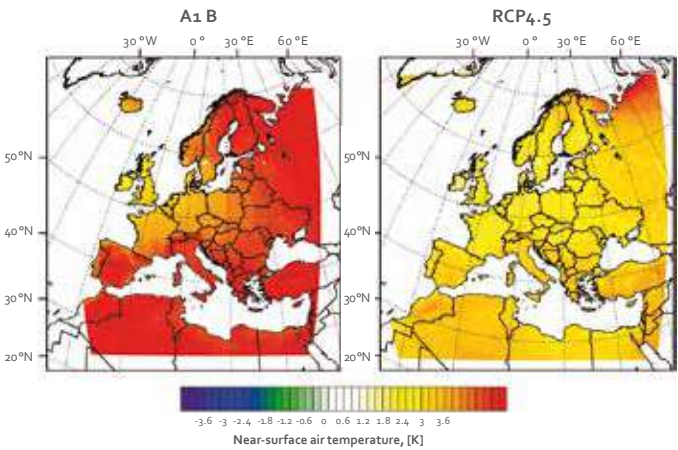 A1 B RCP4.5
30°W 0° 30°E 60°E 30°W 0° 30°E 60°E
50°N 50°N
40°N 40°N
30°N 30°N
20°N 20°N
-3.6 -3 -2.4 -1.8 -1.2 -0.6 0 0.6 1.2 1.8 2.4 3 3.6
Near-surface air temperature, [K]